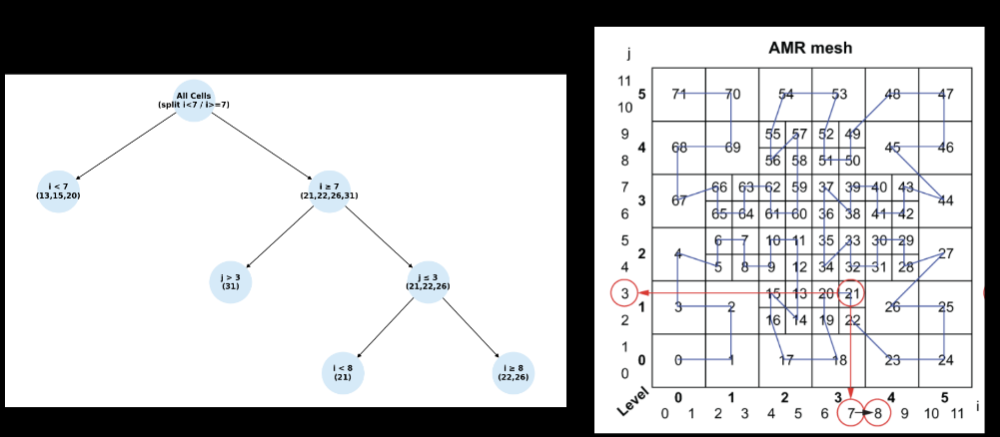 All Cells
(split i<7 / i>=7)
i < 7
(13,15,20)
i ≥ 7
(21,22,26,31)
j > 3
(31)
j ≤ 3
(21,22,26)
i < 8
(21)
i ≥ 8
(22,26)
AMR mesh
j
11
5 71 70 54 53 48 47
10
9 55 57 52 49
4 68 69 45 46
8 56 58 51 50
7 66 63 62 59 37 39 40 43
3 67 44
6 65 64 61 60 36 38 41 42
5 6 7 10 11 35 33 30 29
2 4 27
4 5 8 9 12 34 32 31 28
3 15 13 20 21
1 3 2 26 25
2 16 14 19 22
1
0 0 1 17 18 23 24
0
Level 0 1 2 3 4 5
0 1 2 3 4 5 6 7 8 9 10 11 i